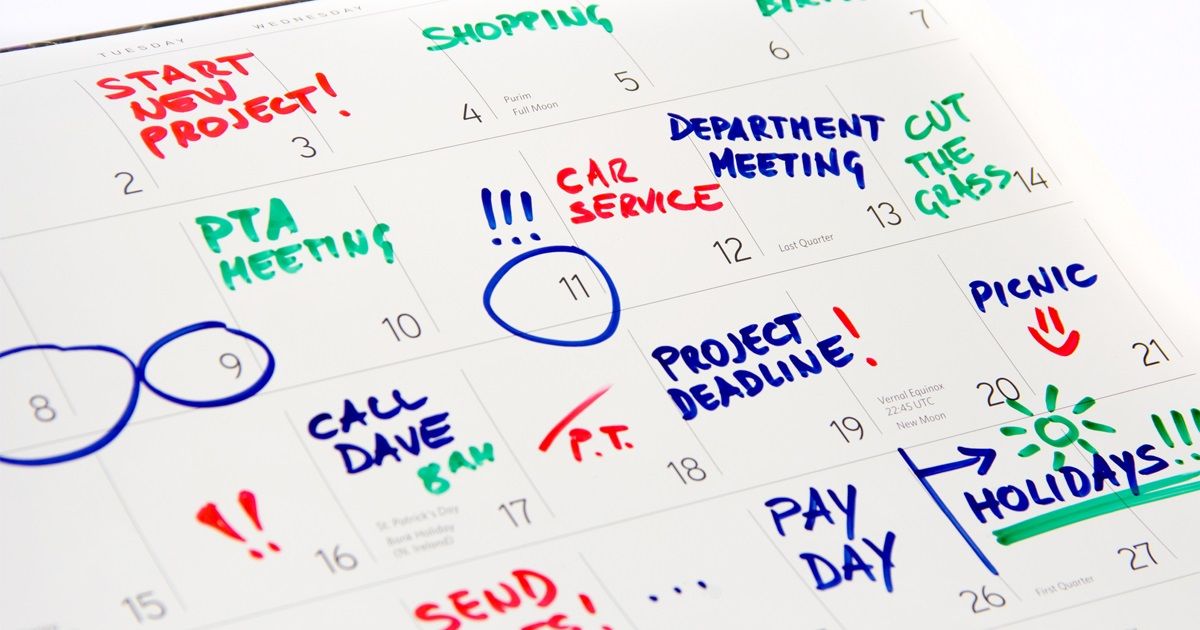 TUESDAY
WEDNESDAY
2
START
NEW
PROJECT!
3
4
SHOPPING
Purim
Full Moon
5
6
7
8
9
PTA
MEETING
10
!!!
11
CAR
SERVICE
12
DEPARTMENT
MEETING
Last Quarter
13
CUT
THE
GRASS
14
15
!!
16
CALL
DAVE
8AM
St. Patrick's Day
Bank Holiday
(N. Ireland)
17
P.T.
18
PROJECT
DEADLINE!
19
Vernal Equinox
22:45 UTC
New Moon
20
PICNIC
21
SEND
...
PAY
DAY
26
HOLIDAYS!!!
First Quarter
27